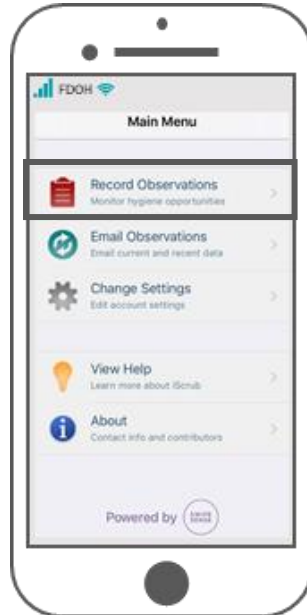 FDOH
Main Menu
Record Observations
Monitor hygiene opportunities
Email Observations
Email current and recent data
Change Settings
Edit account settings
View Help
Learn more about iScrub
About
Contact info and contributors
Powered by